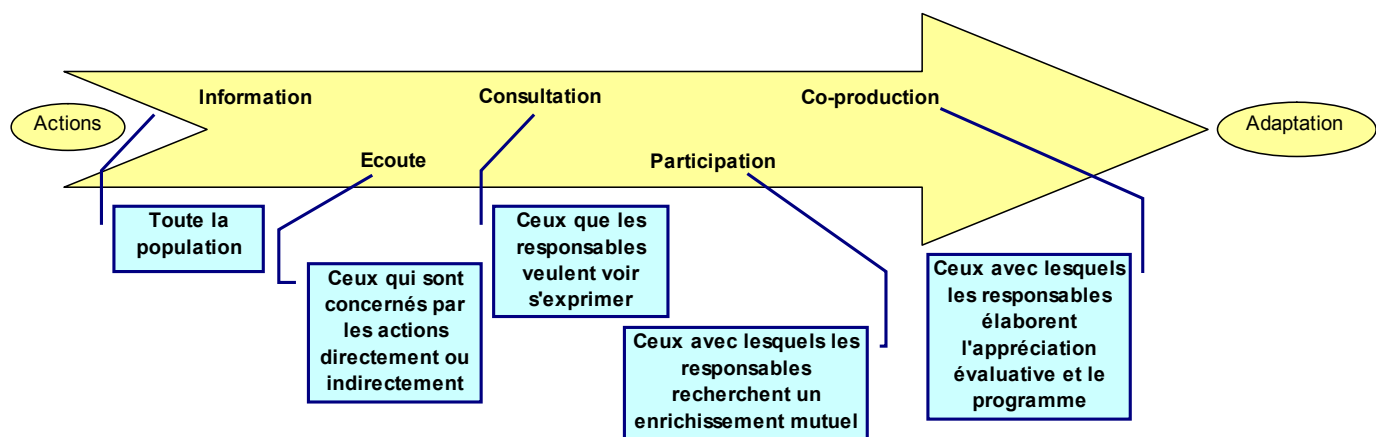 Actions
Information
Consultation
Co-production
Adaptation
Ecoute
Participation
Toute la
population
Ceux qui sont
concernés par
les actions
directement ou
indirectement
Ceux que les
responsables
veulent voir
s'exprimer
Ceux avec lesquels les
responsables
recherchent un
enrichissement mutuel
Ceux avec lesquels
les responsables
élaborent
l'appréciation
évaluative et le
programme